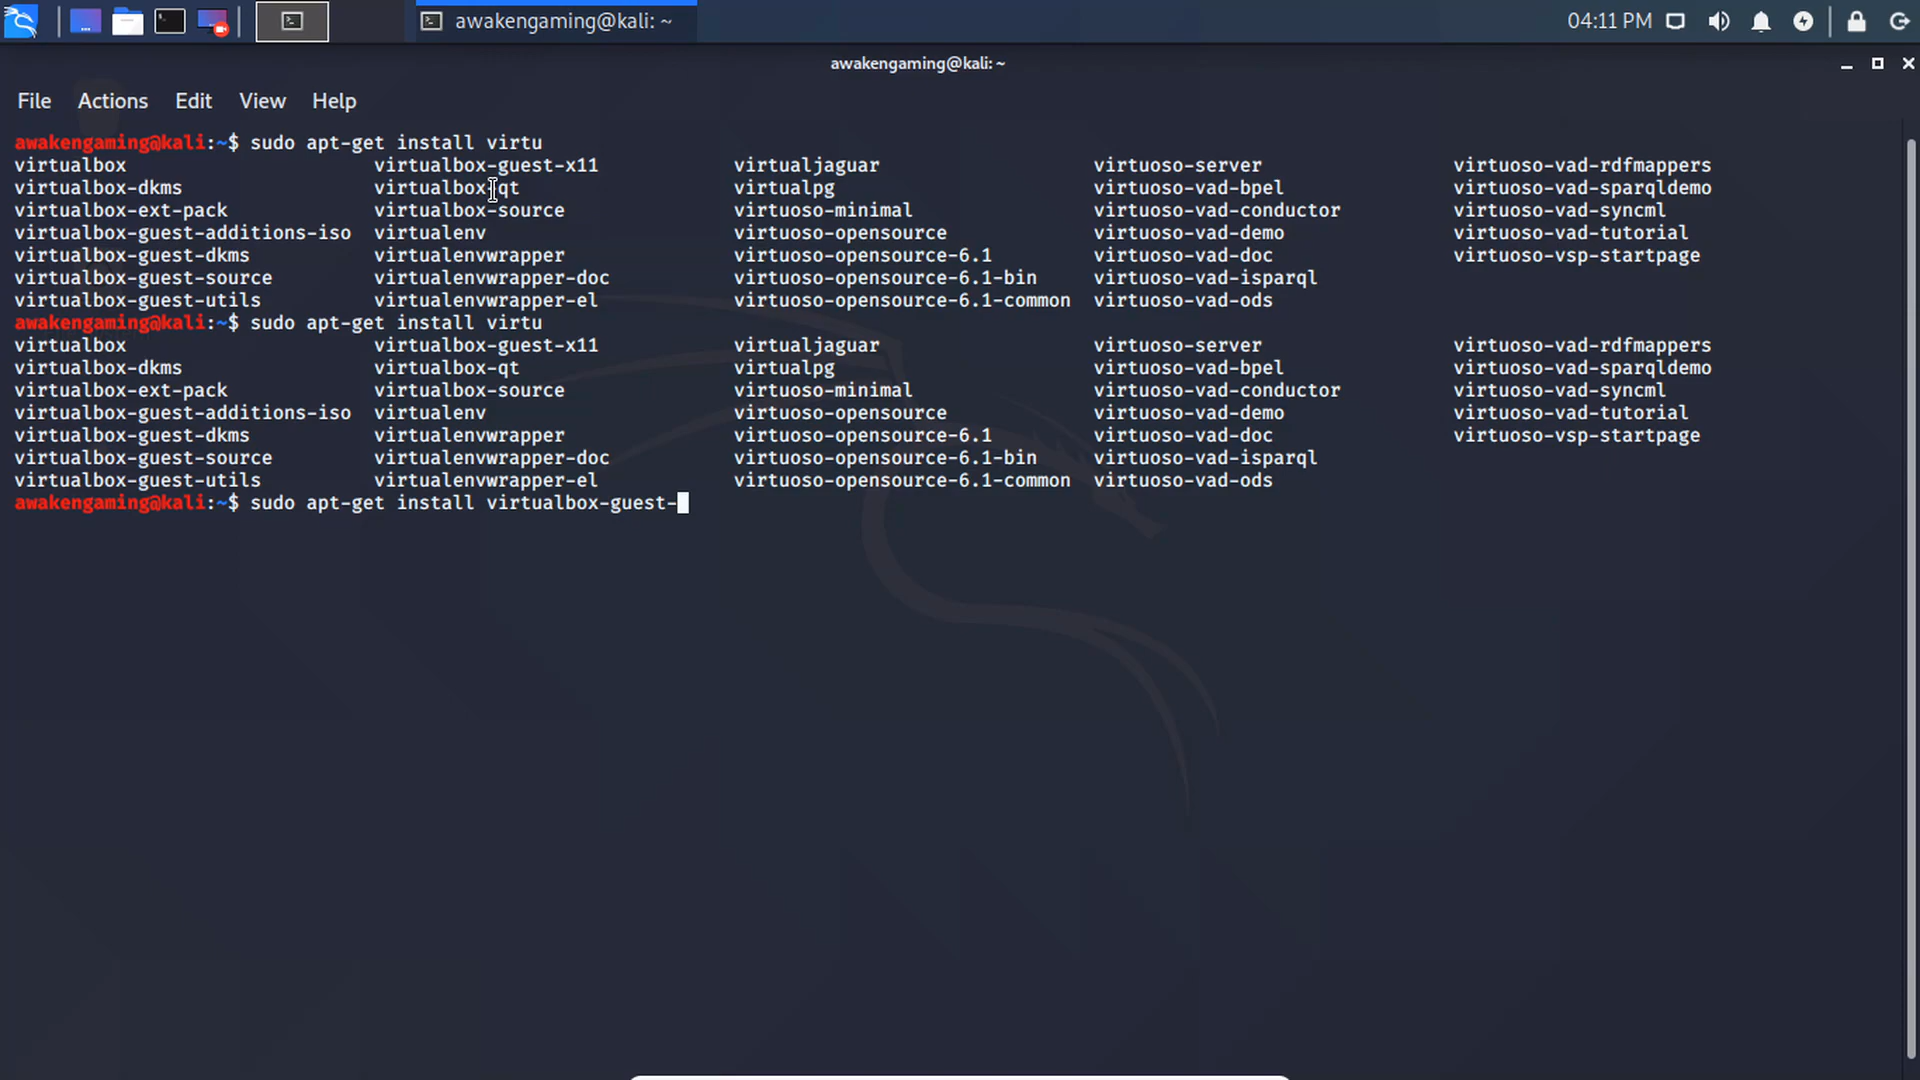 awakengaming@kali: ~ 04:11 PM
awakengaming@kali: ~
File Actions Edit View Help
awakengaming@kali:~$ sudo apt-get install virtu
virtualbox virtualbox-guest-x11 virtualjaguar virtuoso-server virtuoso-vad-rdfmappers
virtualbox-dkms virtualbox-qt virtualpg virtuoso-vad-bpel virtuoso-vad-sparqldemo
virtualbox-ext-pack virtualbox-source virtuoso-minimal virtuoso-vad-conductor virtuoso-vad-syncml
virtualbox-guest-additions-iso virtualenv virtuoso-opensource virtuoso-vad-demo virtuoso-vad-tutorial
virtualbox-guest-dkms virtualenvwrapper virtuoso-opensource-6.1 virtuoso-vad-doc virtuoso-vsp-startpage
virtualbox-guest-source virtualenvwrapper-doc virtuoso-opensource-6.1-bin virtuoso-vad-isparql
virtualbox-guest-utils virtualenvwrapper-el virtuoso-opensource-6.1-common virtuoso-vad-ods
awakengaming@kali:~$ sudo apt-get install virtu
virtualbox virtualbox-guest-x11 virtualjaguar virtuoso-server virtuoso-vad-rdfmappers
virtualbox-dkms virtualbox-qt virtualpg virtuoso-vad-bpel virtuoso-vad-sparqldemo
virtualbox-ext-pack virtualbox-source virtuoso-minimal virtuoso-vad-conductor virtuoso-vad-syncml
virtualbox-guest-additions-iso virtualenv virtuoso-opensource virtuoso-vad-demo virtuoso-vad-tutorial
virtualbox-guest-dkms virtualenvwrapper virtuoso-opensource-6.1 virtuoso-vad-doc virtuoso-vsp-startpage
virtualbox-guest-source virtualenvwrapper-doc virtuoso-opensource-6.1-bin virtuoso-vad-isparql
virtualbox-guest-utils virtualenvwrapper-el virtuoso-opensource-6.1-common virtuoso-vad-ods
awakengaming@kali:~$ sudo apt-get install virtualbox-guest-